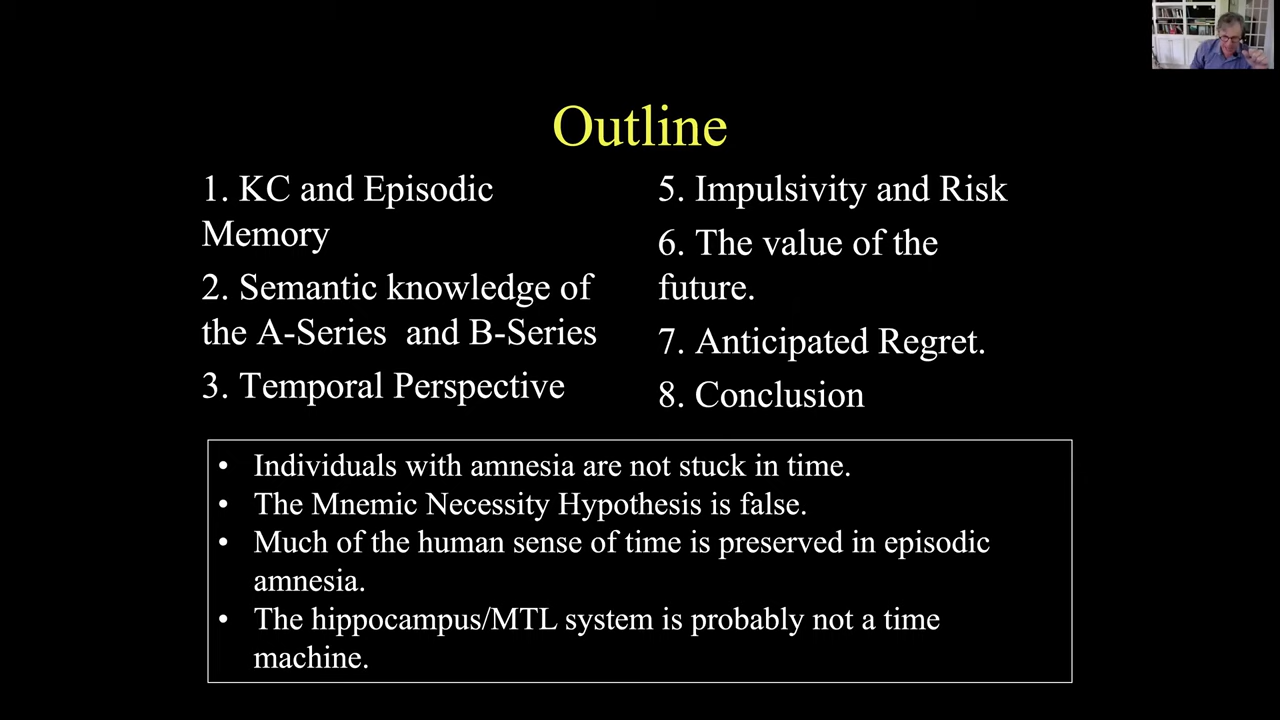 Outline
1. KC and Episodic
Memory
2. Semantic knowledge of
the A-Series and B-Series
3. Temporal Perspective
5. Impulsivity and Risk
6. The value of the
future.
7. Anticipated Regret.
8. Conclusion
• Individuals with amnesia are not stuck in time.
• The Mnemic Necessity Hypothesis is false.
• Much of the human sense of time is preserved in episodic
amnesia.
• The hippocampus/MTL system is probably not a time
machine.